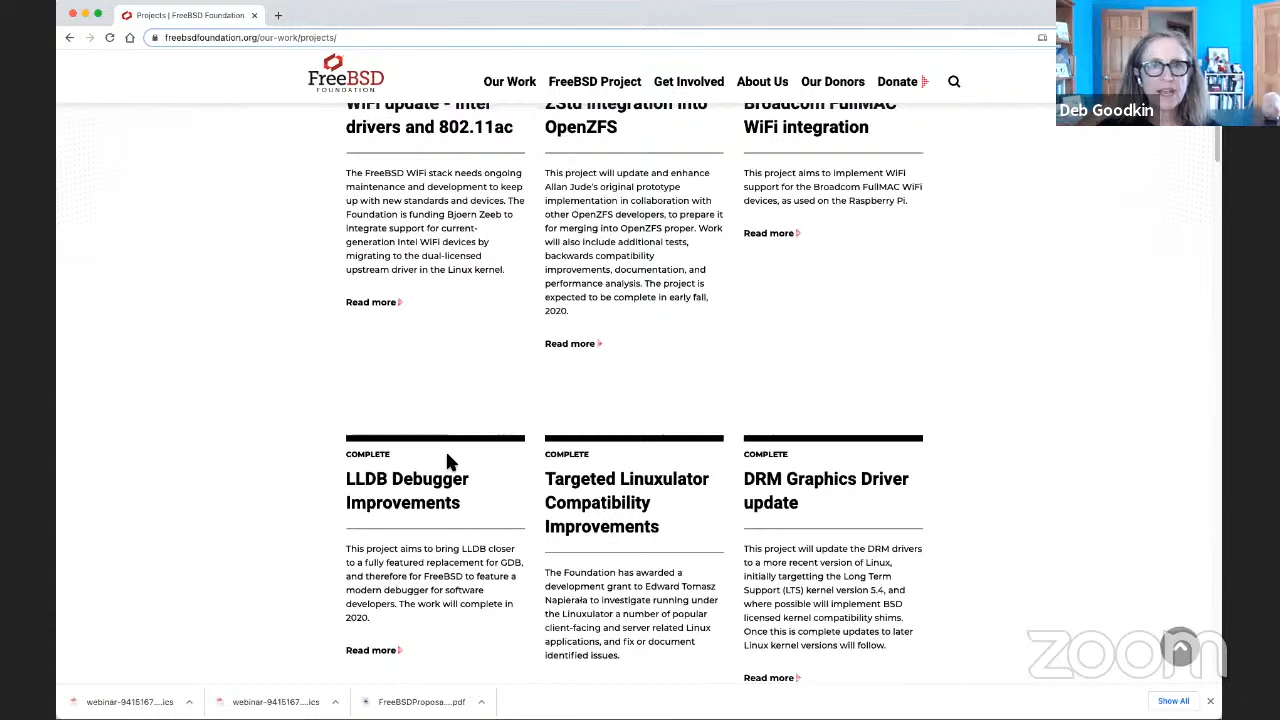 Projects | FreeBSD Foundation
freebsdfoundation.org/our-work/projects/
FreeBSD
FOUNDATION
Our Work
FreeBSD Project
Get Involved
About Us
Our Donors
Donate
Deb Goodkin
WiFi update - Intel
drivers and 802.11ac
The FreeBSD WiFi stack needs ongoing
maintenance and development to keep
up with new standards and devices. The
Foundation is funding Bjoern Zeeb to
integrate support for current-
generation Intel WiFi devices by
migrating to the dual-licensed
upstream driver in the Linux kernel.
Read more
ZStd integration into
OpenZFS
This project will update and enhance
Allan Jude's original prototype
implementation in collaboration with
other OpenZFS developers, to prepare it
for merging into OpenZFS proper. Work
will also include additional tests,
backwards compatibility
improvements, documentation, and
performance analysis. The project is
expected to be complete in early fall,
2020.
Read more
Broadcom FullMAC
WiFi integration
This project aims to implement WiFi
support for the Broadcom FullMAC WiFi
devices, as used on the Raspberry Pi.
Read more
COMPLETE
LLDB Debugger
Improvements
This project aims to bring LLDB closer
to a fully featured replacement for GDB,
and therefore for FreeBSD to feature a
modern debugger for software
developers. The work will complete in
2020.
Read more
COMPLETE
Targeted Linuxulator
Compatibility
Improvements
The Foundation has awarded a
development grant to Edward Tomasz
Napierała to investigate running under
the Linuxulator a number of popular
client-facing and server related Linux
applications, and fix or document
identified issues.
COMPLETE
DRM Graphics Driver
update
This project will update the DRM drivers
to a more recent version of Linux,
initially targetting the Long Term
Support (LTS) kernel version 5.4, and
where possible will implement BSD
licensed kernel compatibility shims.
Once this is complete updates to later
Linux kernel versions will follow.
Read more
zoom
webinar-9415167....ics
webinar-9415167....ics
FreeBSDProposa....pdf
Show All